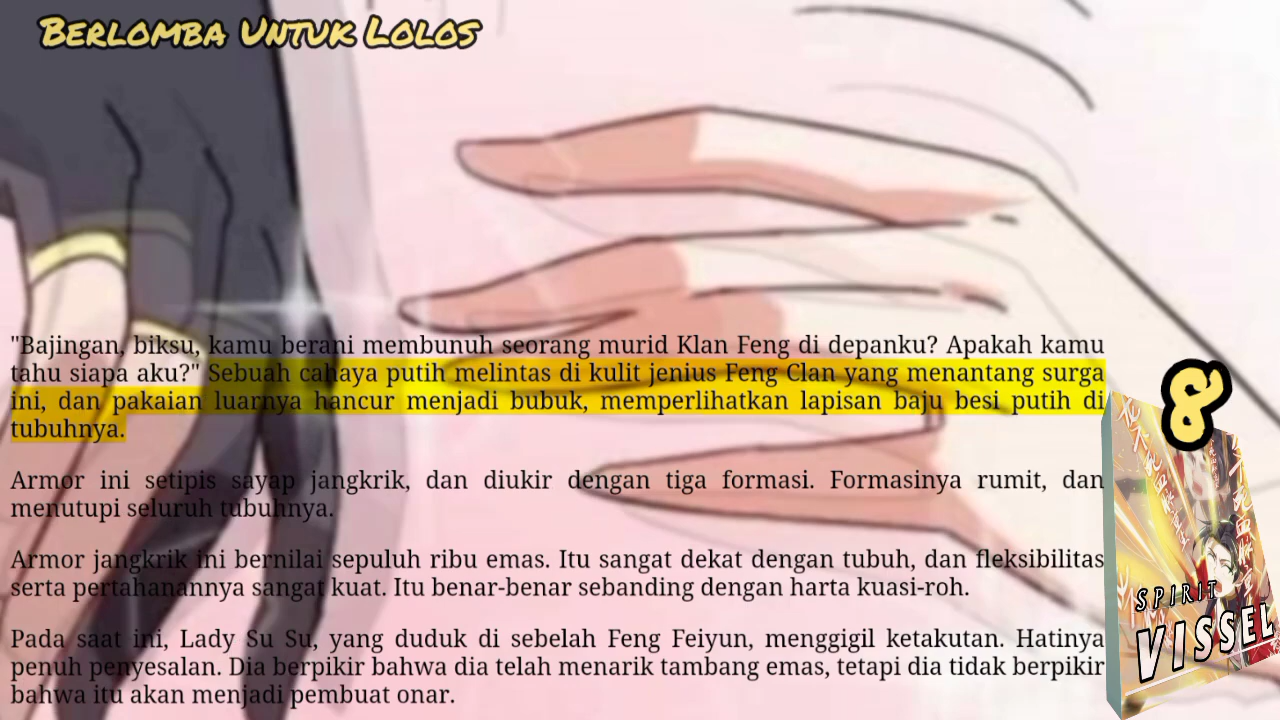 Berlomba Untuk Lolos
"Bajingan, biksu, kamu berani membunuh seorang murid Klan Feng di depanku? Apakah kamu
tahu siapa aku?" Sebuah cahaya putih melintas di kulit jenius Feng Clan yang menantang surga
ini, dan pakaian luarnya hancur menjadi bubuk, memperlihatkan lapisan baju besi putih di
tubuhnya.
Armor ini setipis sayap jangkrik, dan diukir dengan tiga formasi. Formasinya rumit, dan
menutupi seluruh tubuhnya.
Armor jangkrik ini bernilai sepuluh ribu emas. Itu sangat dekat dengan tubuh, dan fleksibilitas
serta pertahanannya sangat kuat. Itu benar-benar sebanding dengan harta kuasi-roh.
Pada saat ini, Lady Su Su, yang duduk di sebelah Feng Feiyun, menggigil ketakutan. Hatinya
penuh penyesalan. Dia berpikir bahwa dia telah menarik tambang emas, tetapi dia tidak berpikir
bahwa itu akan menjadi pembuat onar.
8
SPIRIT
VISSEL